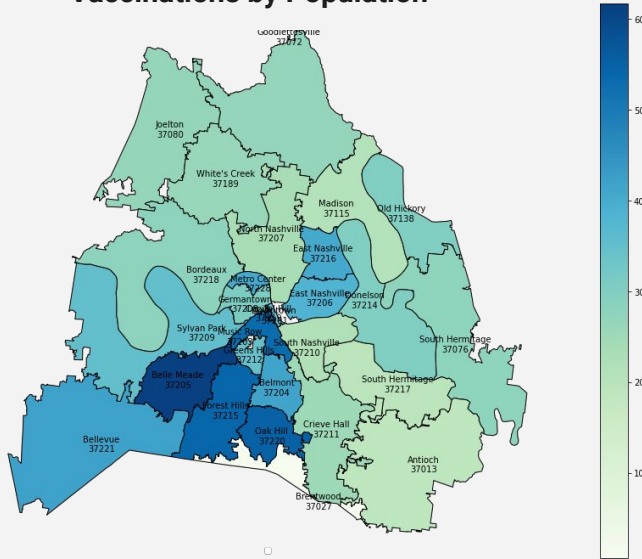 Vaccinations by Population
Goodlettesville
37072
60
Joelton
37080
50
White's Creek
37189
Madison
37115
Old Hickory
37138
40
North Nashville
37207
East Nashville
37216
Bordeaux
37218
Metro Center
37228
30
Germantown
East Nashville
37206
Donelson
37214
Sylvan Park
37209
Music Row
Greens Hills
37212
South Nashville
37210
South Hermitage
37076
20
Belle Meade
37205
Belmont
37204
South Hermitage
37217
Forest Hills
37215
Oak Hill
37220
Crieve Hall
37211
Bellevue
37221
Antioch
37013
10
Brentwood
37027